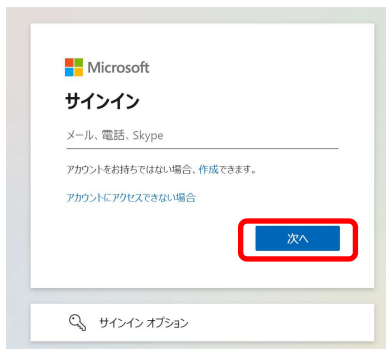 Microsoft
サインイン
メール、電話、Skype
アカウントをお持ちではない場合、作成できます。
アカウントにアクセスできない場合
次へ
サインイン オプション